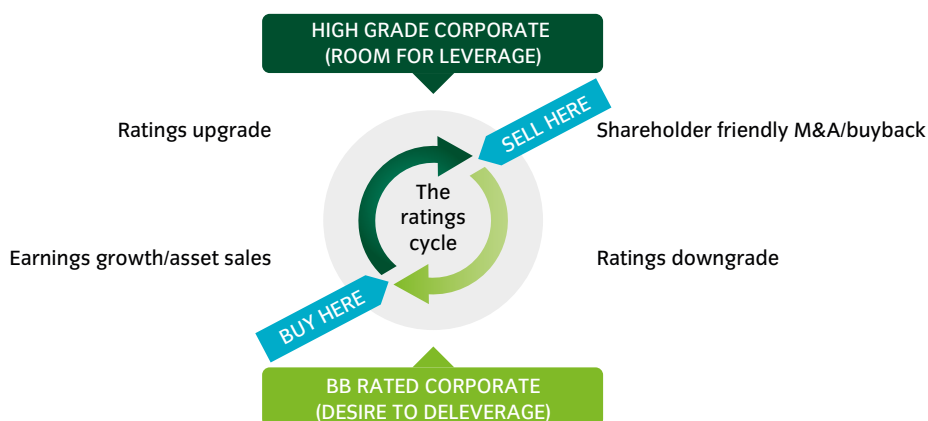 HIGH GRADE CORPORATE
(ROOM FOR LEVERAGE)
Ratings upgrade
SELL HERE
Shareholder friendly M&A/buyback
The
ratings
cycle
Earnings growth/asset sales
Ratings downgrade
BUY HERE
BB RATED CORPORATE
(DESIRE TO DELEVERAGE)